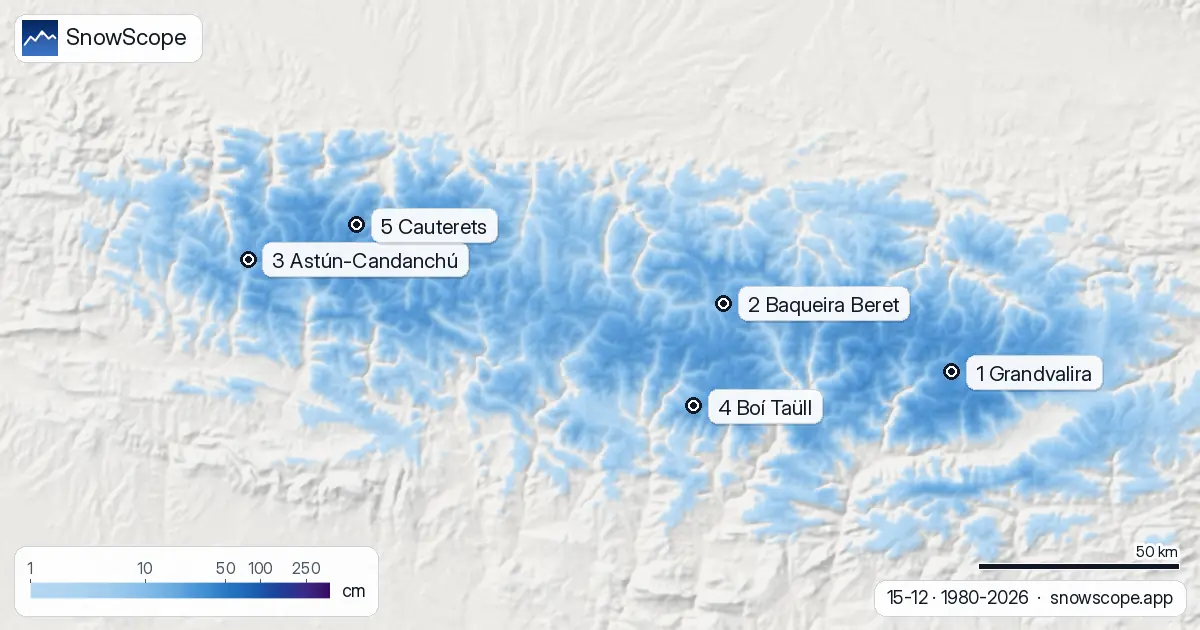 SnowScope
5 Cauterets
3 Astún-Candanchú
2 Baqueira Beret
1 Grandvalira
4 Boí Taüll
1 10 50 100 250
cm
50 km
15-12 · 1980-2026 · snowscope.app